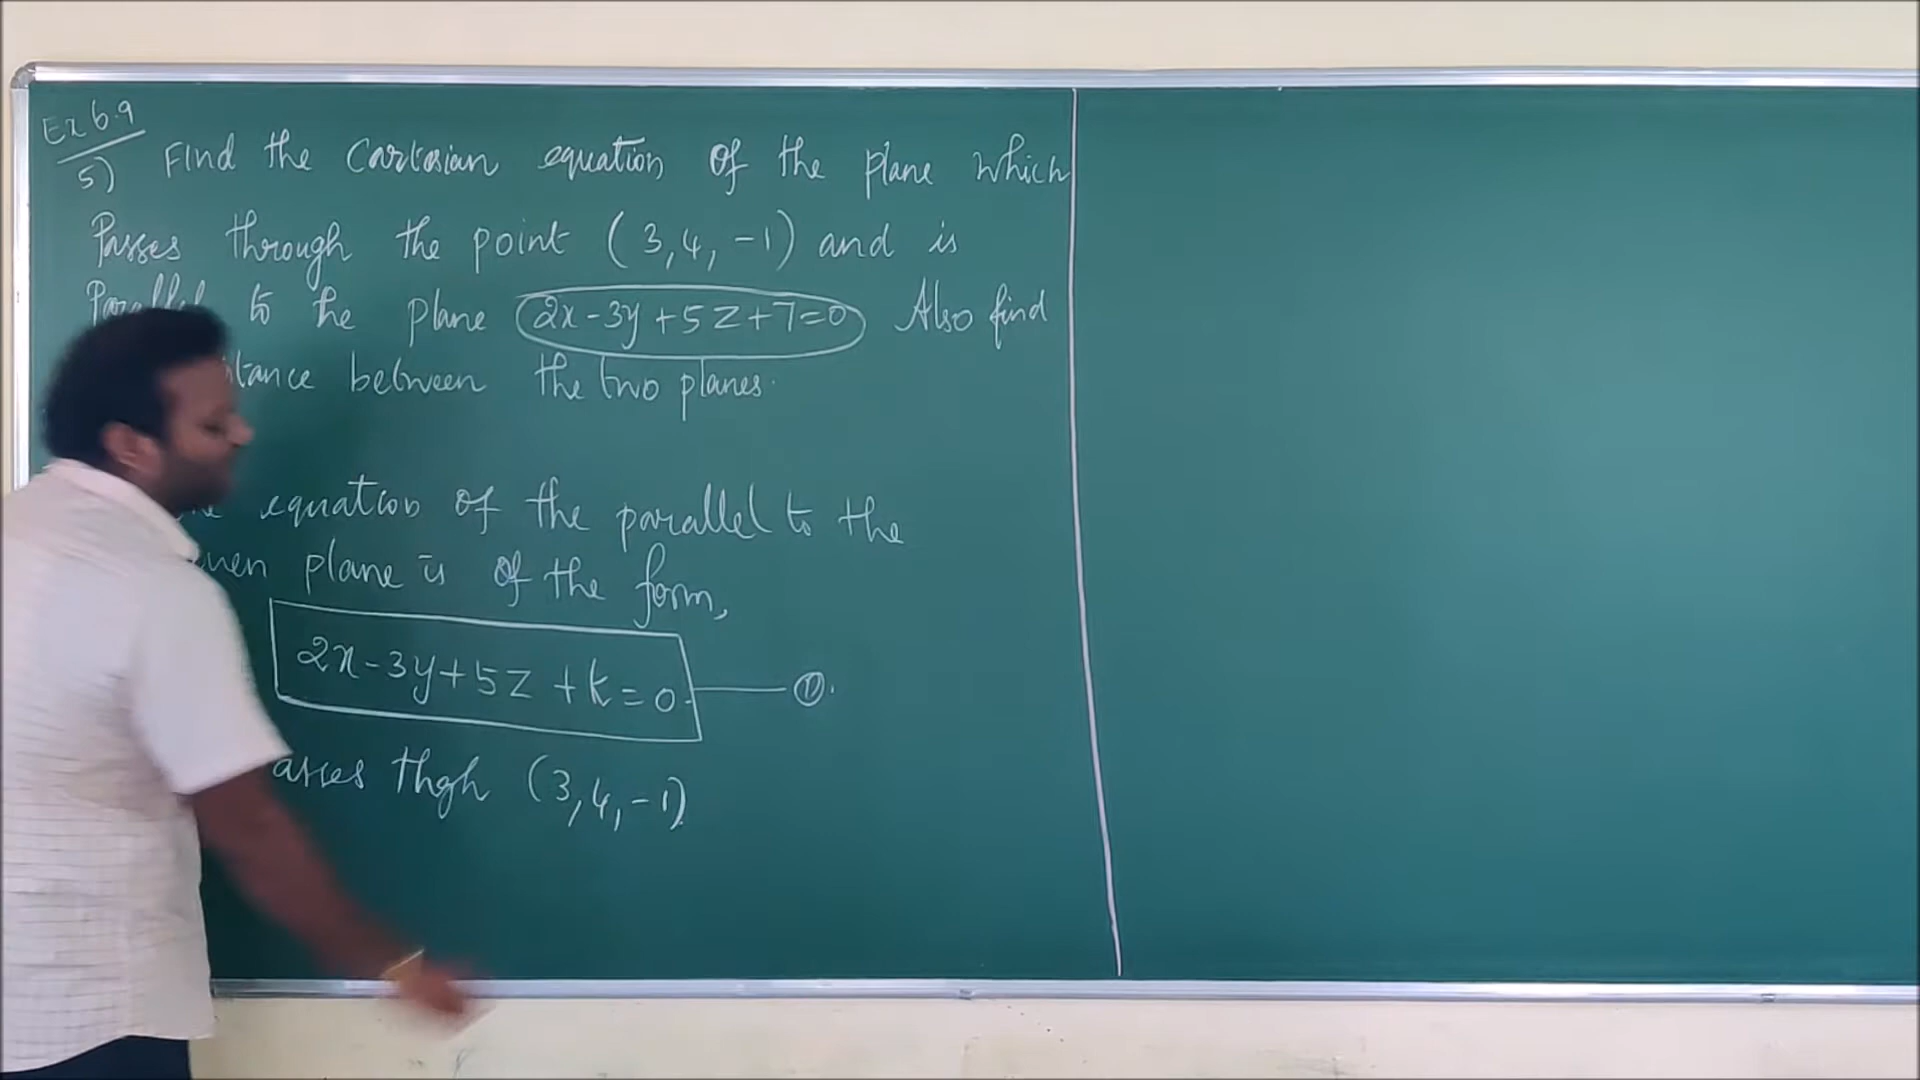 Ex 6.9
5) Find the Cartesian equation of the plane which
Passes through the point (3,4,-1) and is
Parallel to the plane 2x-3y+5z+7=0 Also find
between the two planes.
equation of the parallel to the
plane is of the form,
2x-3y+5z+k=0. ①.
thgh (3,4,-1).